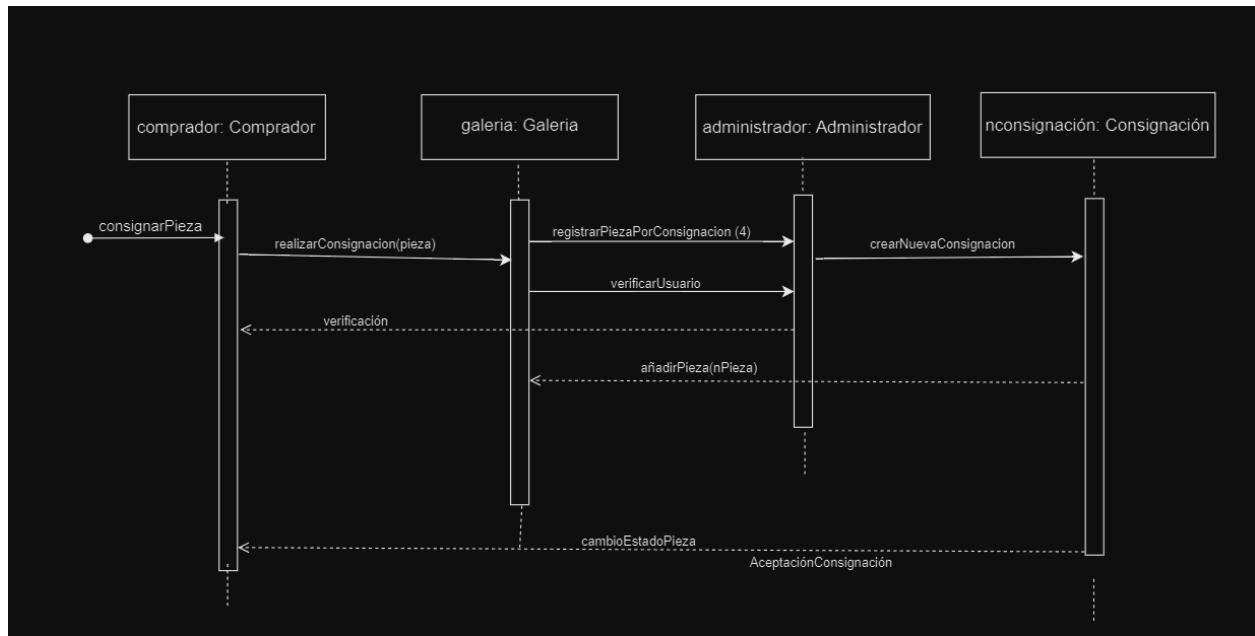 comprador: Comprador
galeria: Galeria
administrador: Administrador
nconsignación: Consignación
consignarPieza
realizarConsignacion(pieza)
registrarPiezaPorConsignacion (4)
crearNuevaConsignacion
verificarUsuario
verificación
añadirPieza(nPieza)
cambioEstadoPieza
AceptaciónConsignación